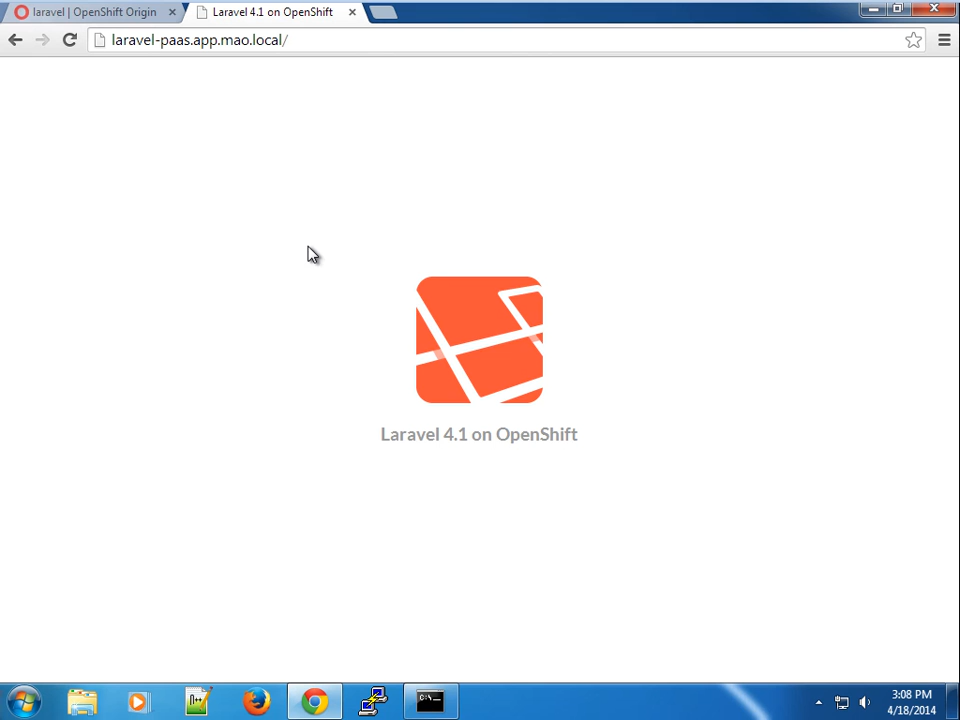 laravel | OpenShift Origin
Laravel 4.1 on OpenShift
laravel-paas.app.mao.local/
Laravel 4.1 on OpenShift
3:08 PM
4/18/2014